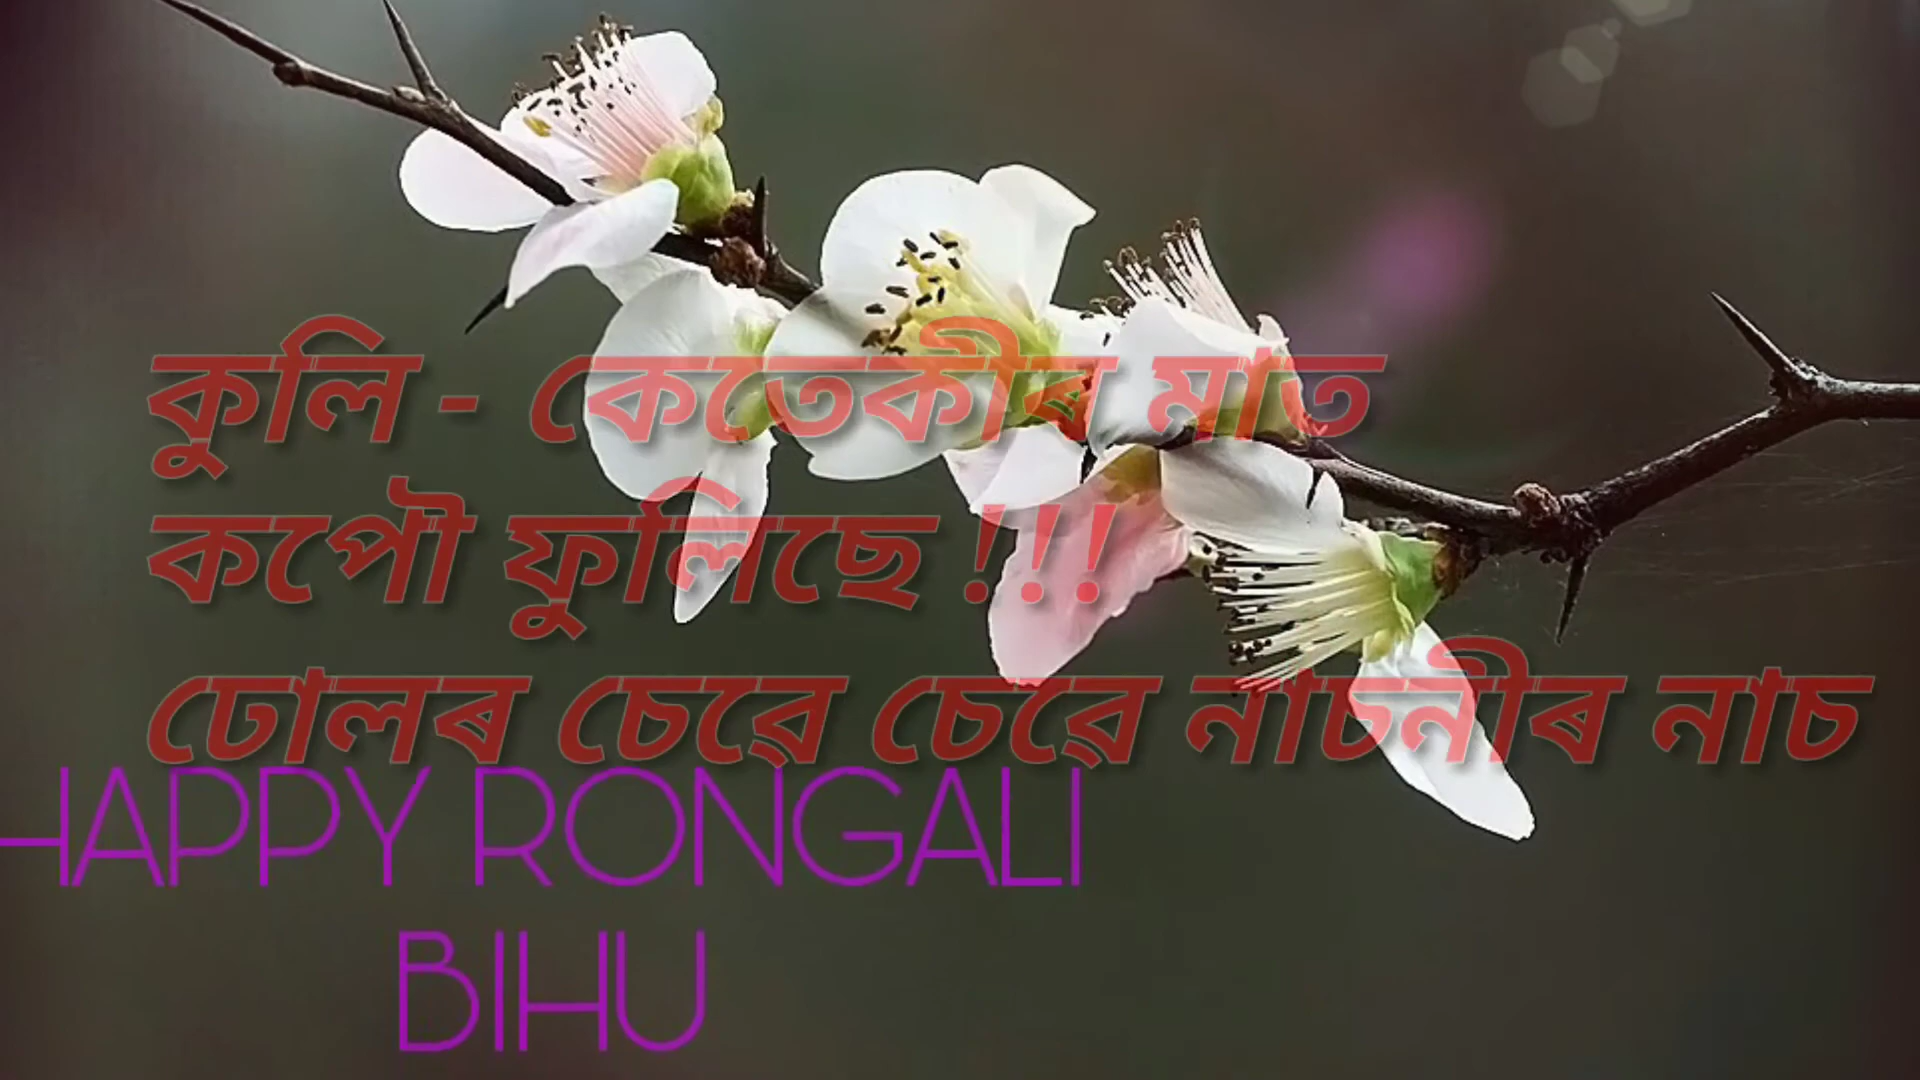 কুলি - কেতেকীৰ মাত
কপৌ ফুলিছে !!!
ঢোলৰ চেৱে চেৱে নাচনীৰ নাচ
HAPPY RONGALI
BIHU